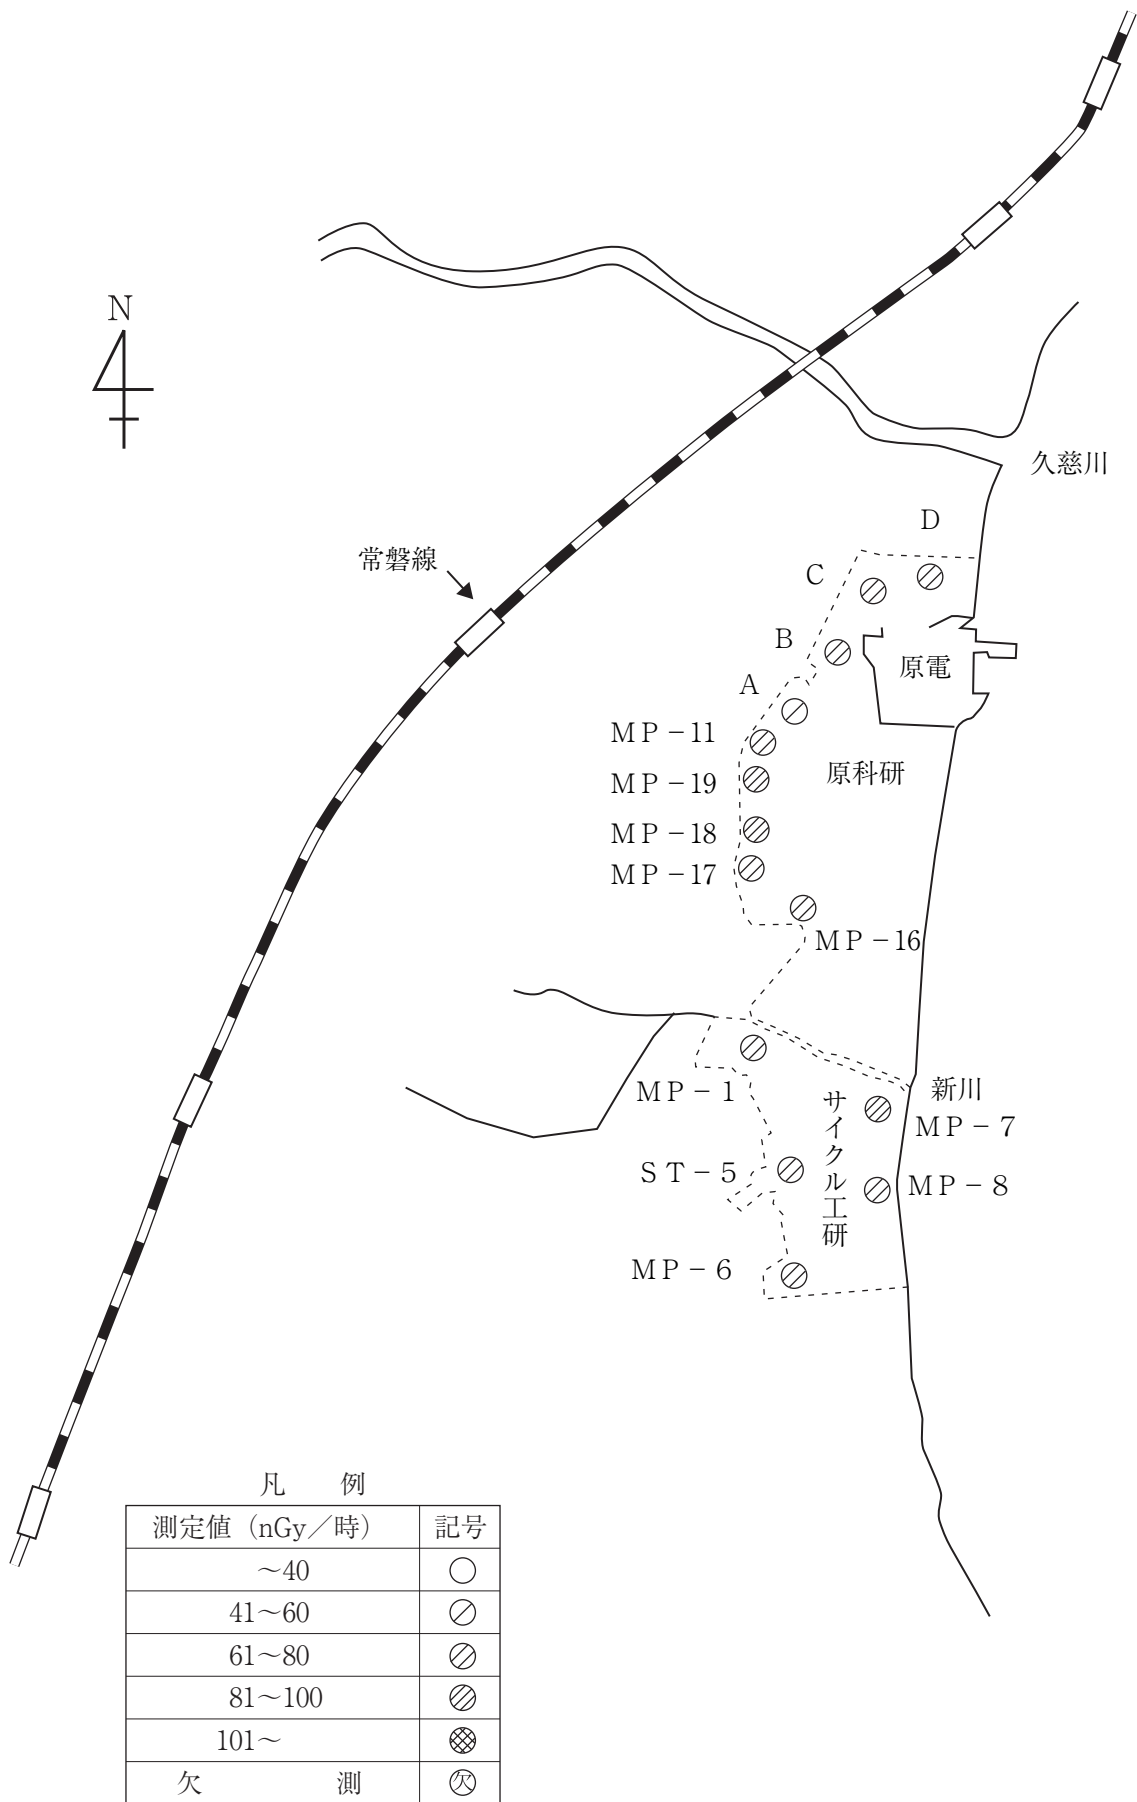 N
久慈川
D
常磐線
C
B
原電
A
MP－11
原科研
MP－19
MP－18
MP－17
MP－16
新川
MP－1
サイクル工研
MP－7
ST－5
MP－8
MP－6
凡　例
測定値（nGy／時） 記号
～40
41～60
61～80
81～100
101～
欠　測 欠